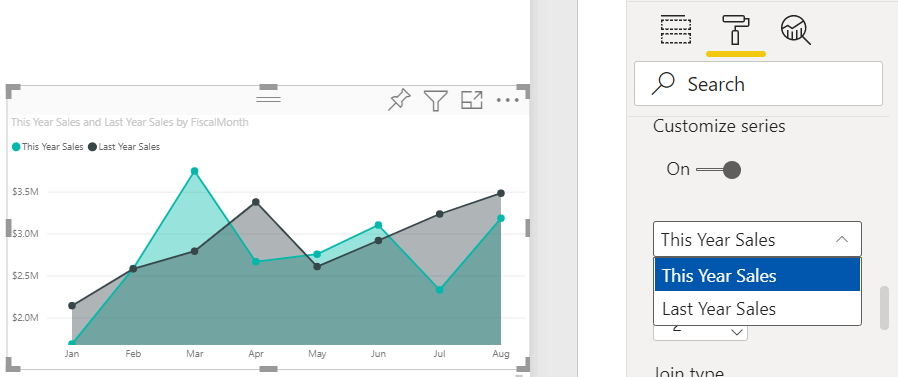 Search
This Year Sales and Last Year Sales by FiscalMonth
Customize series
This Year Sales Last Year Sales
On
$3.5M
$3.0M
This Year Sales
This Year Sales
$2.5M
Last Year Sales
$2.0M
2
Jan Feb Mar Apr May Jun Jul Aug
Join type